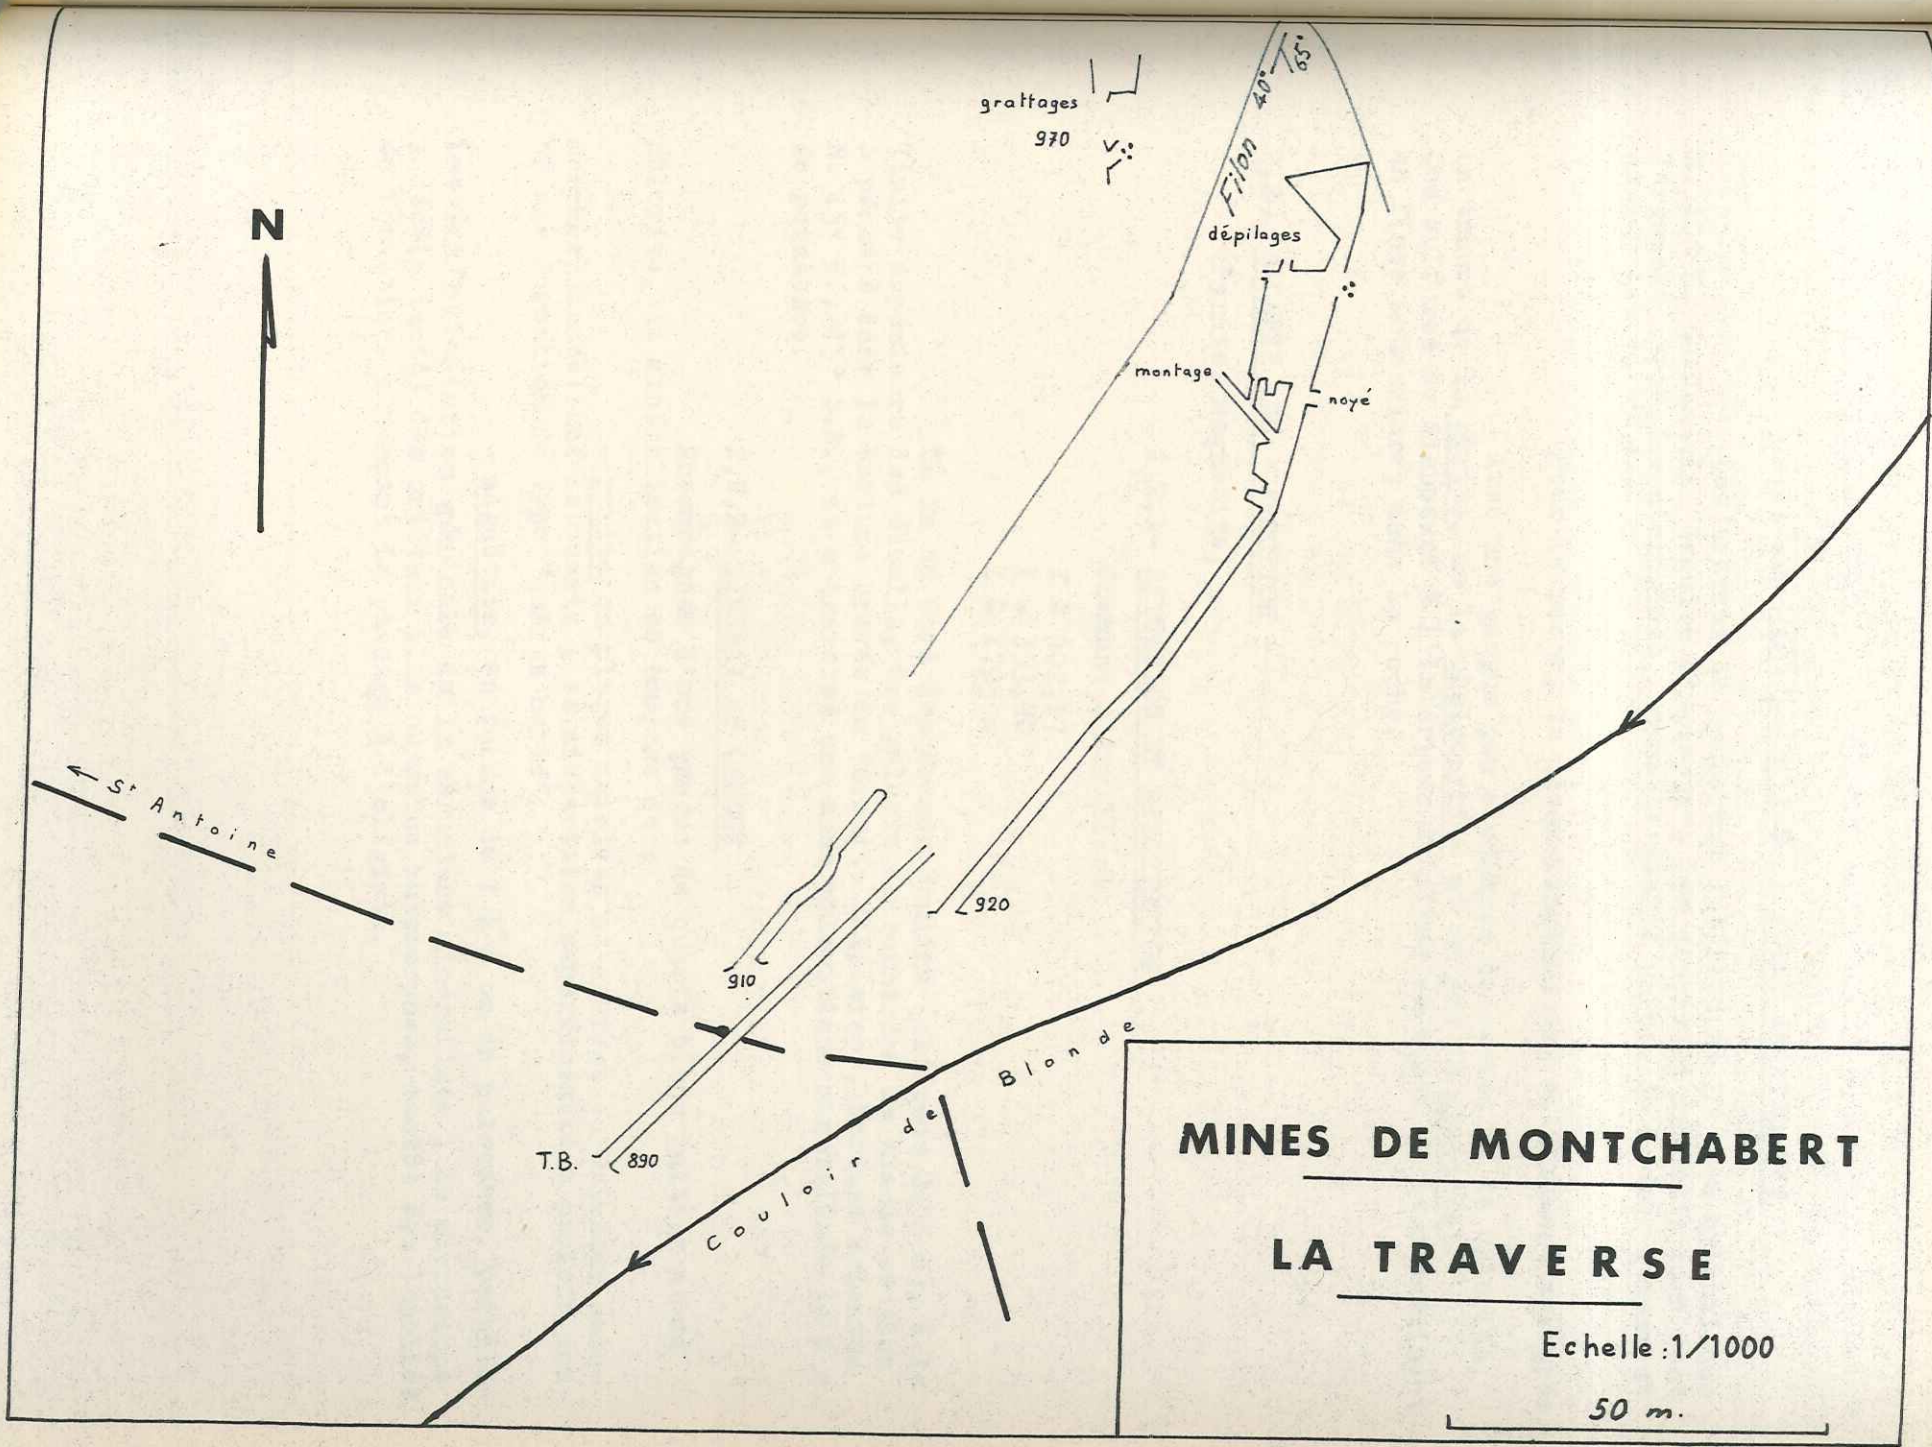 grattages
970
Filon 40° 65°
dépilages
N
montage
noyé
St Antoine
920
910
T.B. 890
Couloir de Blonde
MINES DE MONTCHABERT
LA TRAVERSE
Echelle :1/1000
50 m.